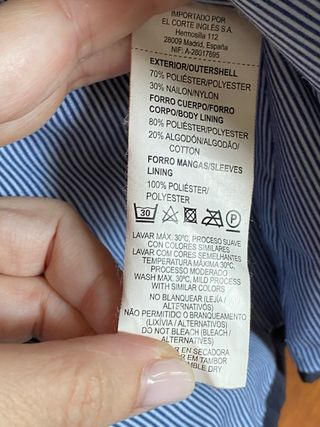 IMPORTADO POR
EL CORTE INGLÉS S.A.
Hermosilla 112
28009 Madrid, España
NIF: A-28017895
EXTERIOR/OUTERSHELL
70% POLIÉSTER/POLYESTER
30% NAILON/NYLON
FORRO CUERPO/FORRO
CORPO/BODY LINING
80% POLIÉSTER/POLYESTER
20% ALGODÓN/ALGODÃO/
COTTON
FORRO MANGAS/SLEEVES
LINING
100% POLIÉSTER/
POLYESTER
30 P
LAVAR MÁX. 30ºC, PROCESO SUAVE
CON COLORES SIMILARES
LAVAR COM CORES SEMELHANTES
TEMPERATURA MÁXIMA 30ºC,
PROCESSO MODERADO
WASH MAX. 30ºC, MILD PROCESS
WITH SIMILAR COLORS
NO BLANQUEAR (LEJÍA /
ALTERNATIVOS)
NÃO PERMITIDO O BRANQUEAMENTO
(LIXÍVIA / ALTERNATIVOS)
DO NOT BLEACH (BLEACH /
ALTERNATIVES)
AR EN SECADORA
AR EM TAMBOR
MBLE DRY